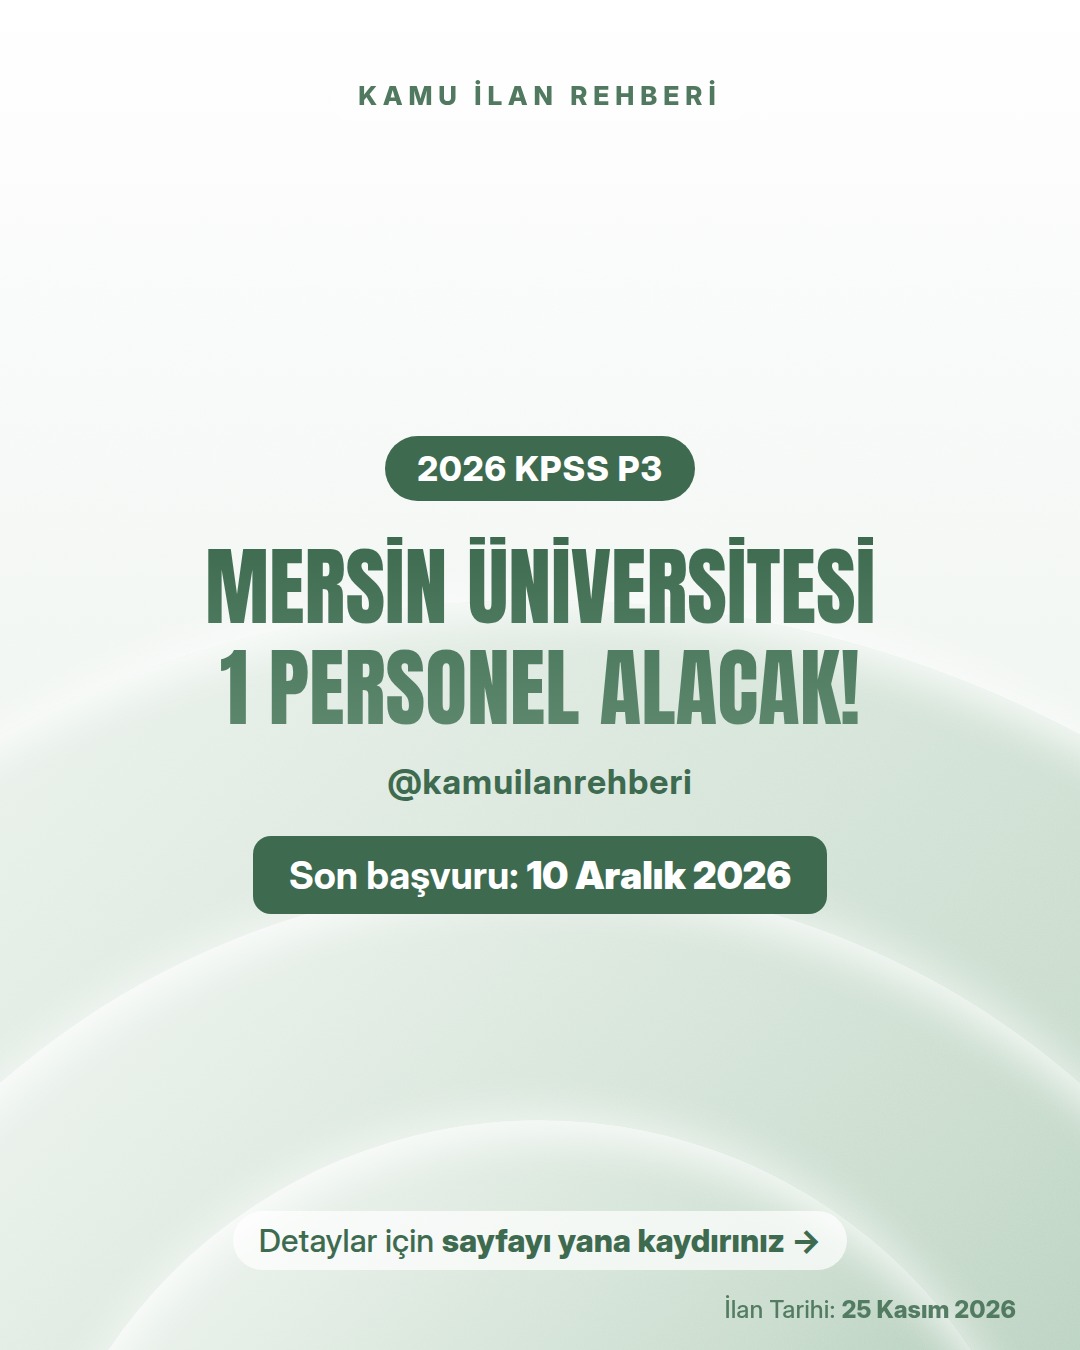 KAMU İLAN REHBERİ
2026 KPSS P3
MERSİN ÜNİVERSİTESİ
1 PERSONEL ALACAK!
@kamuilanrehberi
Son başvuru: 10 Aralık 2026
Detaylar için sayfayı yana kaydırınız →
İlan Tarihi: 25 Kasım 2026